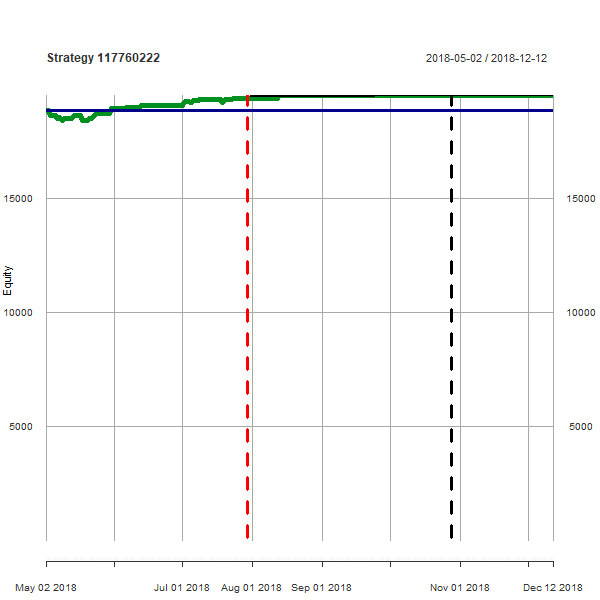 Strategy 117760222
2018-05-02 / 2018-12-12
Equity
15000
15000
10000
10000
5000
5000
May 02 2018
Jul 01 2018
Aug 01 2018
Sep 01 2018
Nov 01 2018
Dec 12 2018